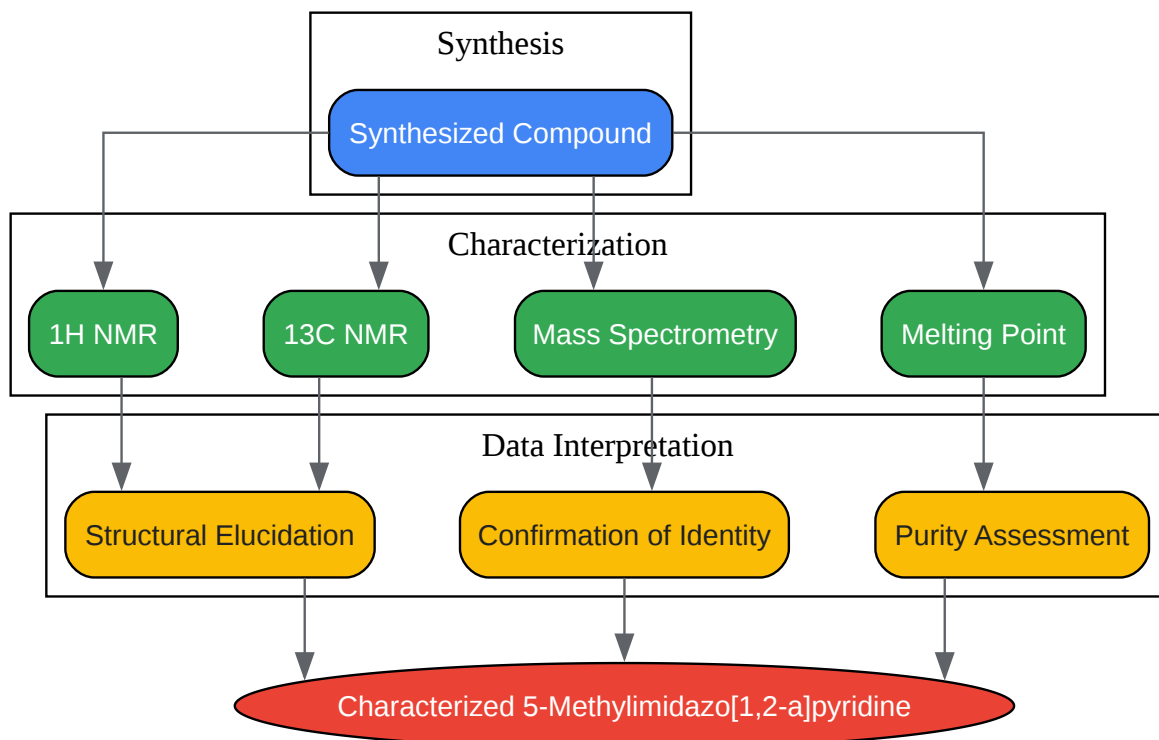 Synthesis
Synthesized Compound
Characterization
1H NMR
13C NMR
Mass Spectrometry
Melting Point
Data Interpretation
Structural Elucidation
Confirmation of Identity
Purity Assessment
Characterized 5-Methylimidazo[1,2-a]pyridine